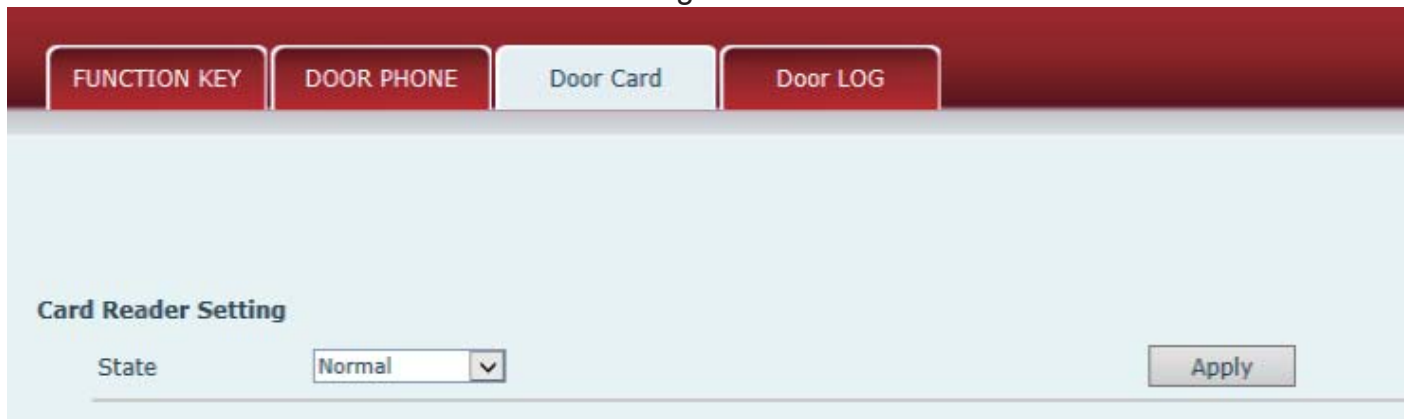 FUNCTION KEY DOOR PHONE Door Card Door LOG
Card Reader Setting
State Normal Apply